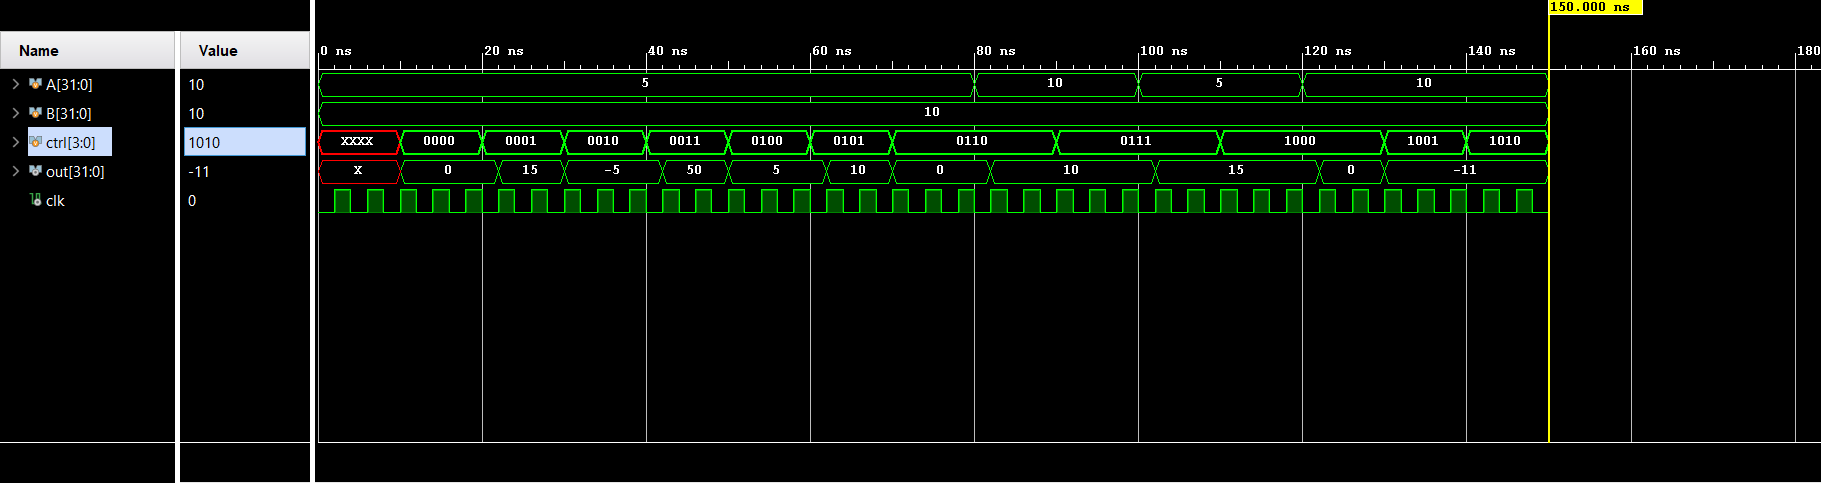 150.000 ns
Name Value 0 ns 20 ns 40 ns 60 ns 80 ns 100 ns 120 ns 140 ns 160 ns 180
A[31:0] 10 5 10 5 10
B[31:0] 10 10
ctrl[3:0] 1010 XXXX 0000 0001 0010 0011 0100 0101 0110 0111 1000 1001 1010
out[31:0] -11 X 0 15 -5 50 5 10 0 10 15 0 -11
clk 0